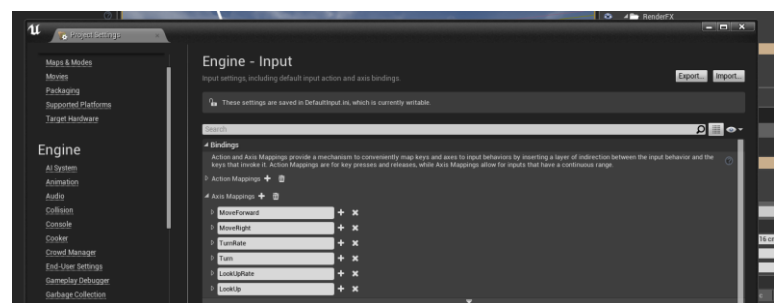 RenderFX
Project Settings
Maps & Modes
Movies
Packaging
Supported Platforms
Target Hardware
Engine
AI System
Animation
Audio
Collision
Console
Cooker
Crowd Manager
End-User Settings
Gameplay Debugger
Garbage Collection
Engine - Input
Input settings, including default input action and axis bindings.
Export... Import...
These settings are saved in DefaultInput.ini, which is currently writable.
Search
Bindings
Action and Axis Mappings provide a mechanism to conveniently map keys and axes to input behaviors by inserting a layer of indirection between the input behavior and the
keys that invoke it. Action Mappings are for key presses and releases, while Axis Mappings allow for inputs that have a continuous range.
Action Mappings
Axis Mappings
MoveForward
MoveRight
TurnRate
Turn
LookUpRate
LookUp
16 cm